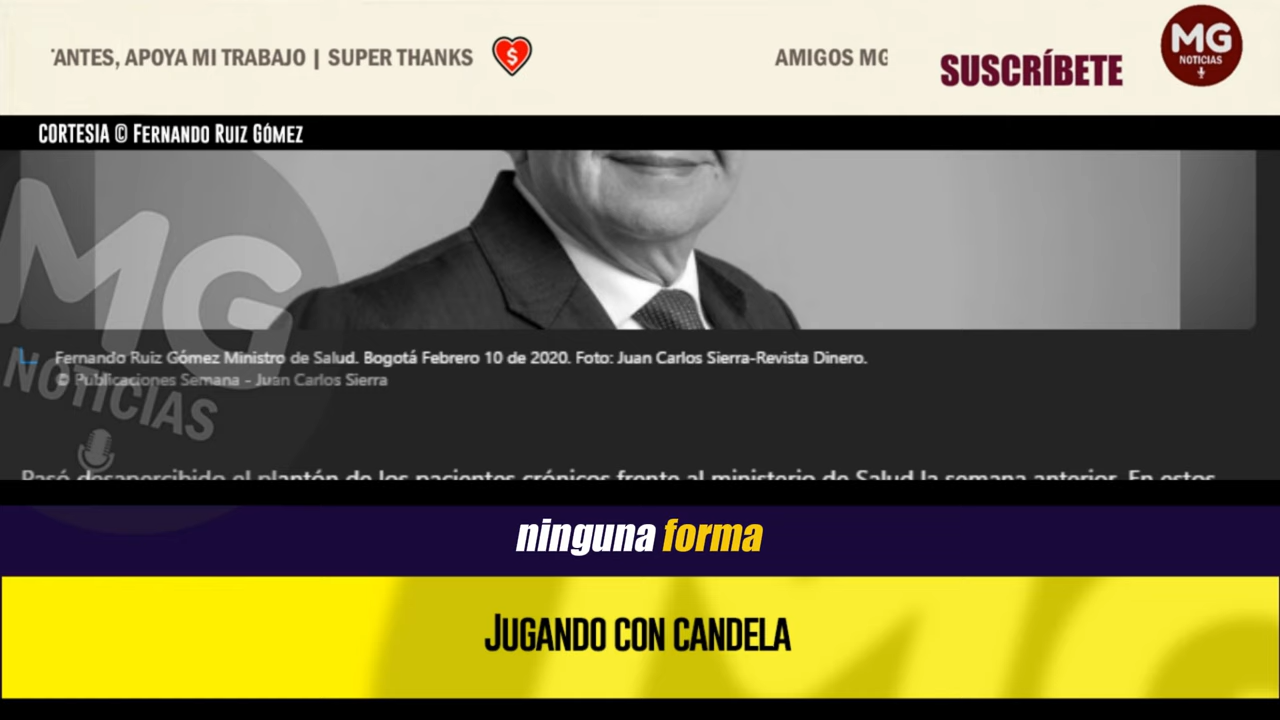 'ANTES, APOYA MI TRABAJO | SUPER THANKS $ AMIGOS MG
SUSCRÍBETE
MG
NOTICIAS
CORTESIA © Fernando Ruiz Gómez
MG
NOTICIAS
Fernando Ruiz Gómez Ministro de Salud. Bogotá Febrero 10 de 2020. Foto: Juan Carlos Sierra-Revista Dinero.
© Publicaciones Semana - Juan Carlos Sierra
Pasó desapercibido el plantón de los pacientes crónicos frente al ministerio de Salud la semana anterior. En estos
ninguna forma
Jugando con candela